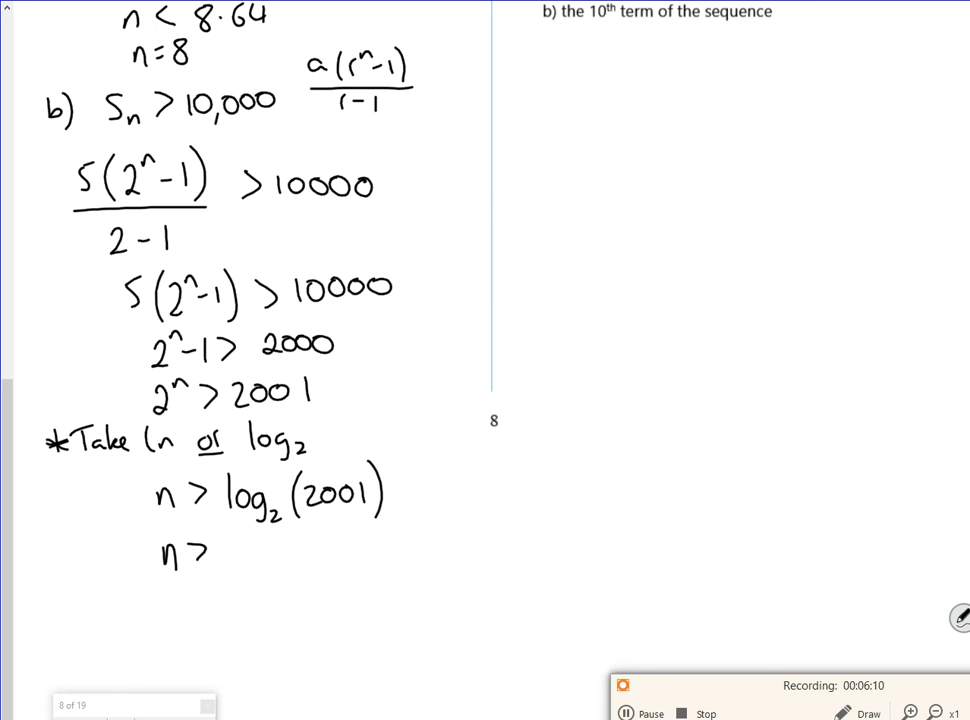 n < 8.64
n=8
a(rⁿ-1)
r-1
b) Sₙ > 10,000
5(2ⁿ-1) > 10000
2-1
5(2ⁿ-1) > 10000
2ⁿ-1 > 2000
2ⁿ > 2001
*Take ln or log₂
n > log₂(2001)
n >
b) the 10th term of the sequence
8
8 of 19
Recording: 00:06:10
Pause Stop Draw x1